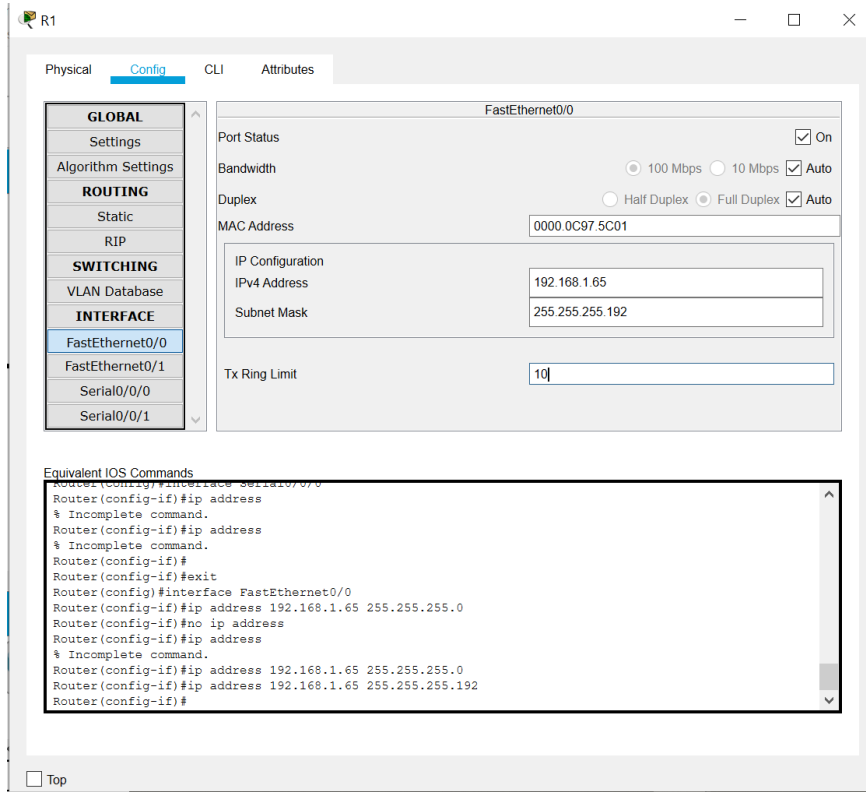 R1
Physical Config CLI Attributes
GLOBAL
Settings
Algorithm Settings
ROUTING
Static
RIP
SWITCHING
VLAN Database
INTERFACE
FastEthernet0/0
FastEthernet0/1
Serial0/0/0
Serial0/0/1
FastEthernet0/0
Port Status On
Bandwidth 100 Mbps 10 Mbps Auto
Duplex Half Duplex Full Duplex Auto
MAC Address 0000.0C97.5C01
IP Configuration
IPv4 Address 192.168.1.65
Subnet Mask 255.255.255.192
Tx Ring Limit 10
Equivalent IOS Commands
Router(config)#interface Serial0/0/0
Router(config-if)#ip address
% Incomplete command.
Router(config-if)#ip address
% Incomplete command.
Router(config-if)#
Router(config-if)#exit
Router(config)#interface FastEthernet0/0
Router(config-if)#ip address 192.168.1.65 255.255.255.0
Router(config-if)#no ip address
Router(config-if)#ip address
% Incomplete command.
Router(config-if)#ip address 192.168.1.65 255.255.255.0
Router(config-if)#ip address 192.168.1.65 255.255.255.192
Router(config-if)#
Top